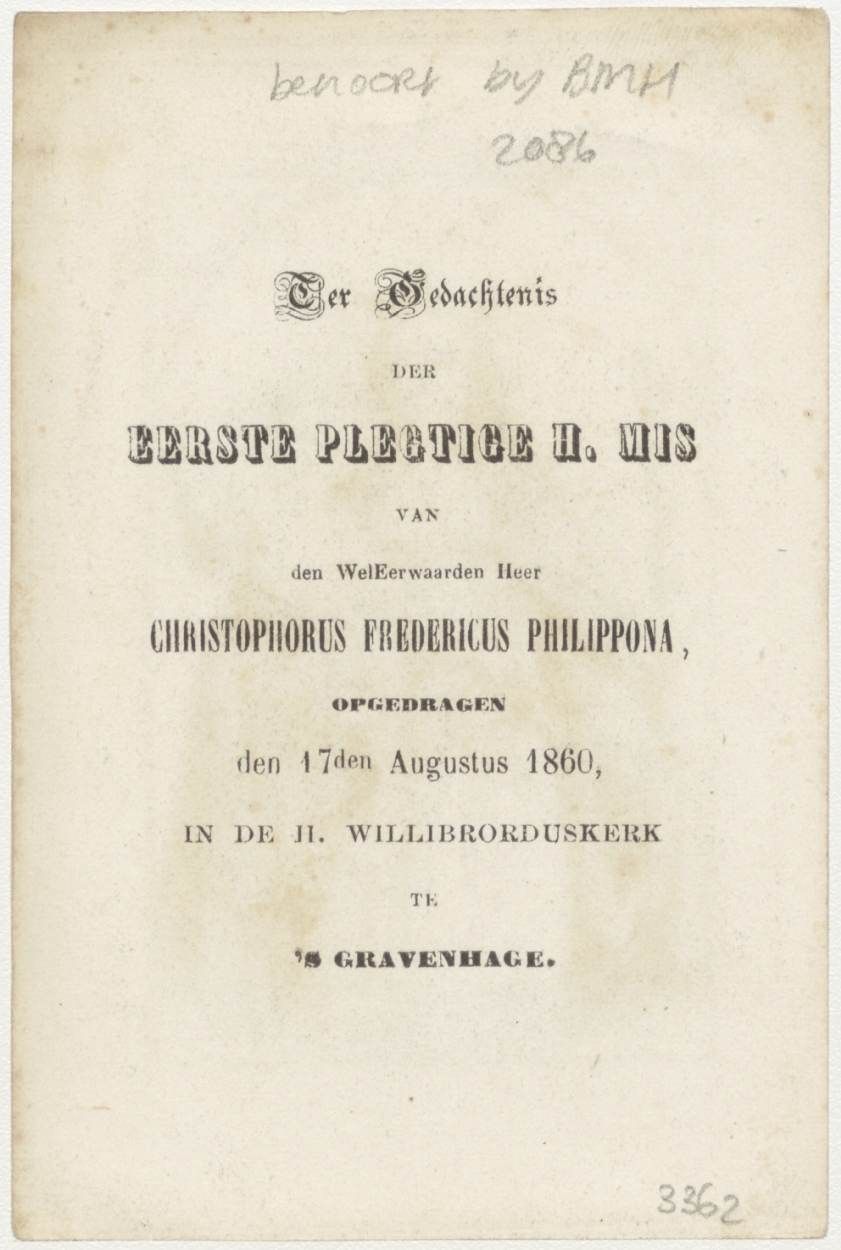 behoort by BMH
2086
Ter Gedachtenis
DER
EERSTE PLEGTIGE H. MIS
VAN
den WelEerwaarden Heer
CHRISTOPHORUS FREDERICUS PHILIPPONA,
OPGEDRAGEN
den 17den Augustus 1860,
IN DE H. WILLIBRORDUSKERK
TE
'S GRAVENHAGE.
3362